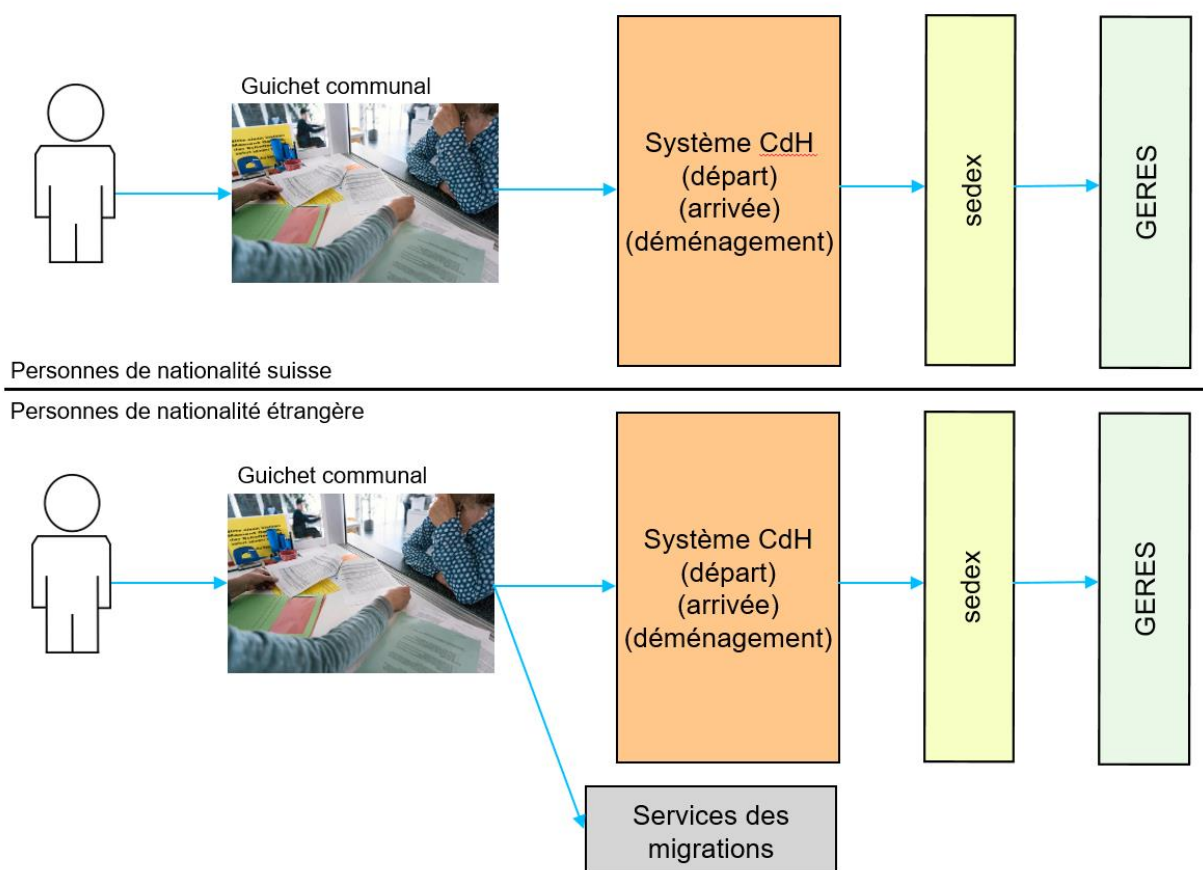 Guichet communal
Système CdH
(départ)
(arrivée)
(déménagement)
sedex
GERES
Personnes de nationalité suisse
Personnes de nationalité étrangère
Guichet communal
Système CdH
(départ)
(arrivée)
(déménagement)
sedex
GERES
Services des
migrations